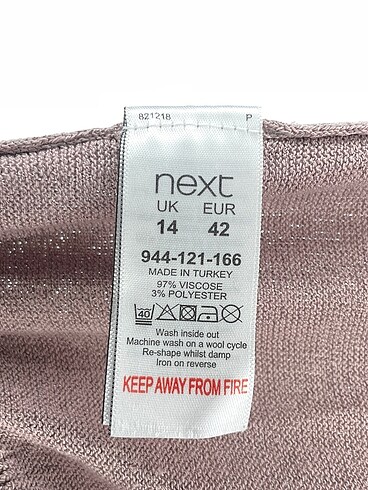 821218 P
next
UK EUR
14 42
944-121-166
MADE IN TURKEY
97% VISCOSE
3% POLYESTER
40
Wash inside out
Machine wash on a wool cycle
Re-shape whilst damp
Iron on reverse
KEEP AWAY FROM FIRE